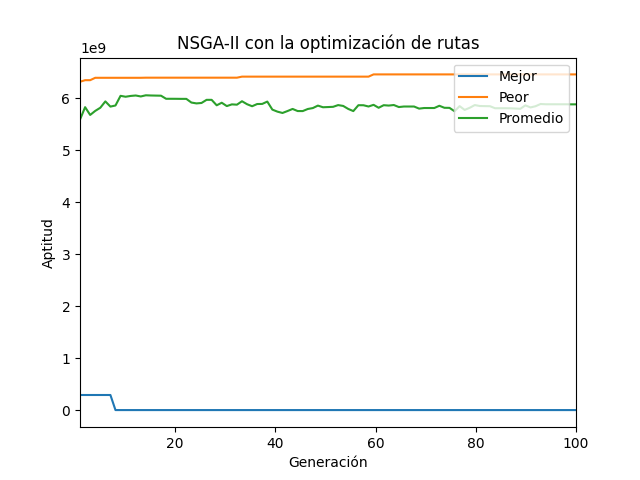 NSGA-II con la optimización de rutas
1e9
Mejor
Peor
Promedio
6
5
4
3
2
1
0
Aptitud
20 40 60 80 100
Generación